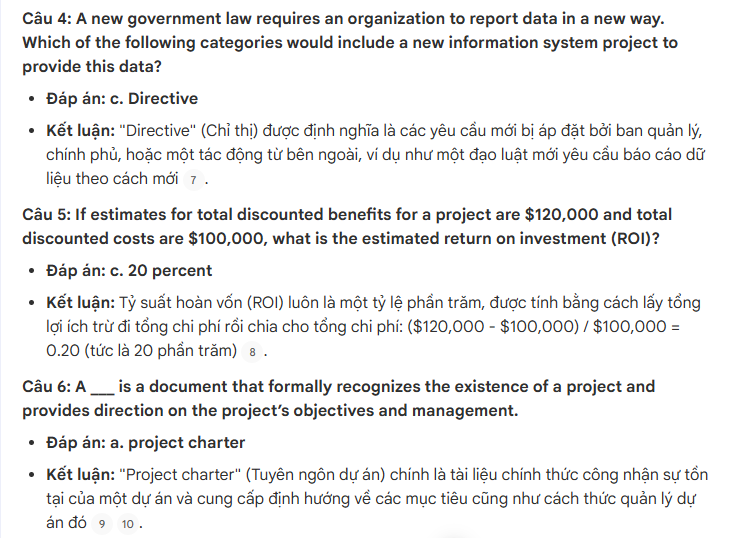 Câu 4: A new government law requires an organization to report data in a new way.
Which of the following categories would include a new information system project to
provide this data?
• Đáp án: c. Directive
• Kết luận: "Directive" (Chỉ thị) được định nghĩa là các yêu cầu mới bị áp đặt bởi ban quản lý,
chính phủ, hoặc một tác động từ bên ngoài, ví dụ như một đạo luật mới yêu cầu báo cáo dữ
liệu theo cách mới 7 .
Câu 5: If estimates for total discounted benefits for a project are $120,000 and total
discounted costs are $100,000, what is the estimated return on investment (ROI)?
• Đáp án: c. 20 percent
• Kết luận: Tỷ suất hoàn vốn (ROI) luôn là một tỷ lệ phần trăm, được tính bằng cách lấy tổng
lợi ích trừ đi tổng chi phí rồi chia cho tổng chi phí: ($120,000 - $100,000) / $100,000 =
0.20 (tức là 20 phần trăm) 8 .
Câu 6: A ___ is a document that formally recognizes the existence of a project and
provides direction on the project’s objectives and management.
• Đáp án: a. project charter
• Kết luận: "Project charter" (Tuyên ngôn dự án) chính là tài liệu chính thức công nhận sự tồn
tại của một dự án và cung cấp định hướng về các mục tiêu cũng như cách thức quản lý dự
án đó 9 10 .